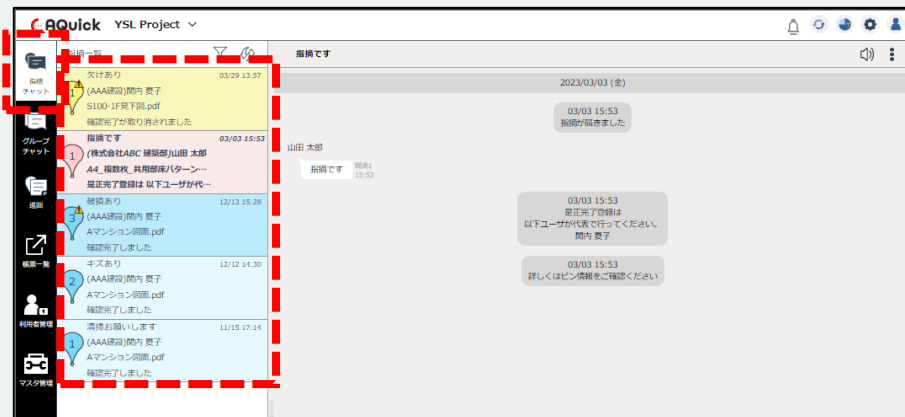 AQuick YSL Project
指摘
チャット
グループ
チャット
巡回
帳票一覧
利用者管理
マスタ管理
指摘一覧
欠けあり 03/29 13:57
1 (AAA建設)関内 夏子
S100-1F見下図.pdf
確認完了が取り消されました
指摘です 03/03 15:53
1 (株式会社ABC 建築部)山田 太郎
A4_複数枚_共用部床パターン…
是正完了登録は 以下ユーザが代…
破損あり 12/13 15:28
3 (AAA建設)関内 夏子
Aマンション図面.pdf
確認完了しました
キズあり 12/12 14:30
2 (AAA建設)関内 夏子
Aマンション図面.pdf
確認完了しました
清掃お願いします 11/15 17:14
1 (AAA建設)関内 夏子
Aマンション図面.pdf
確認完了しました
指摘です
2023/03/03 (金)
03/03 15:53
指摘が届きました
山田 太郎
指摘です 既読1
15:53
03/03 15:53
是正完了登録は
以下ユーザが代表で行ってください。
関内 夏子
03/03 15:53
詳しくはピン情報をご確認ください